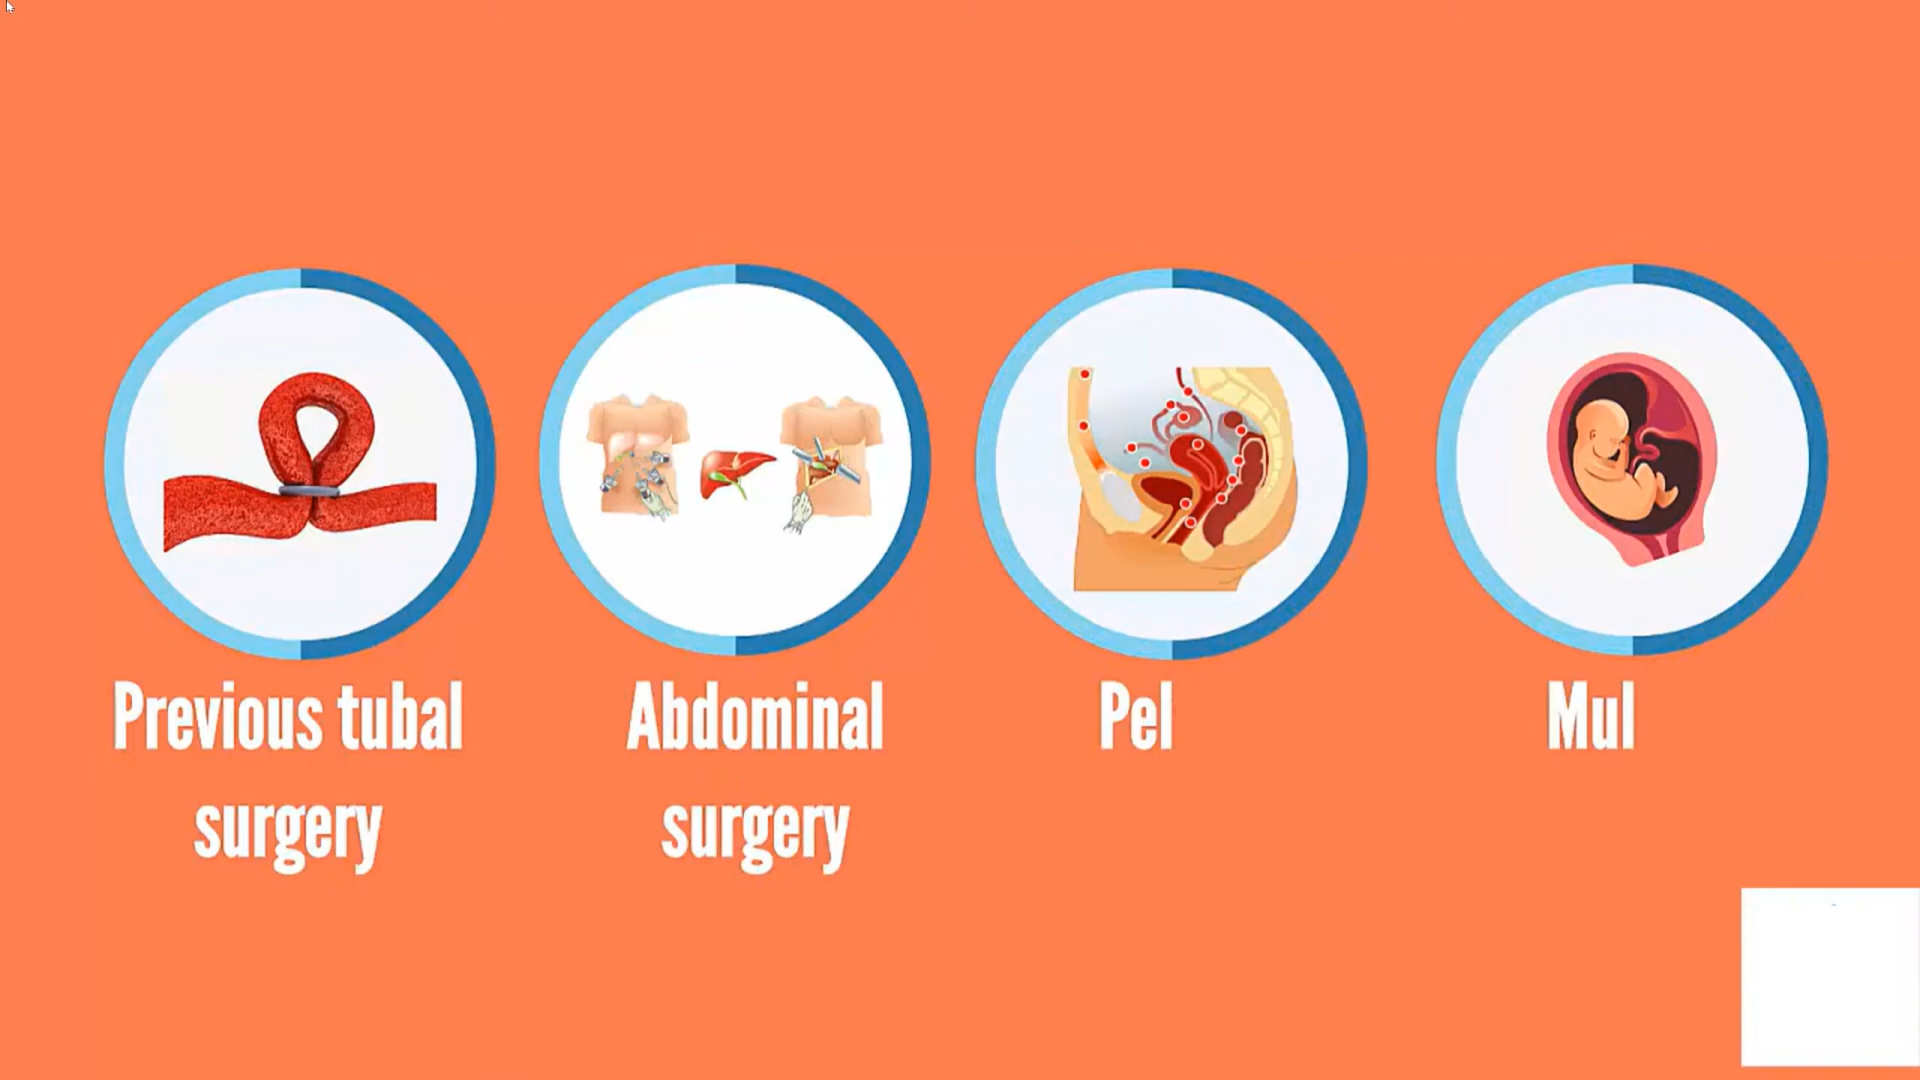 Previous tubal
surgery
Abdominal
surgery
Pel
Mul